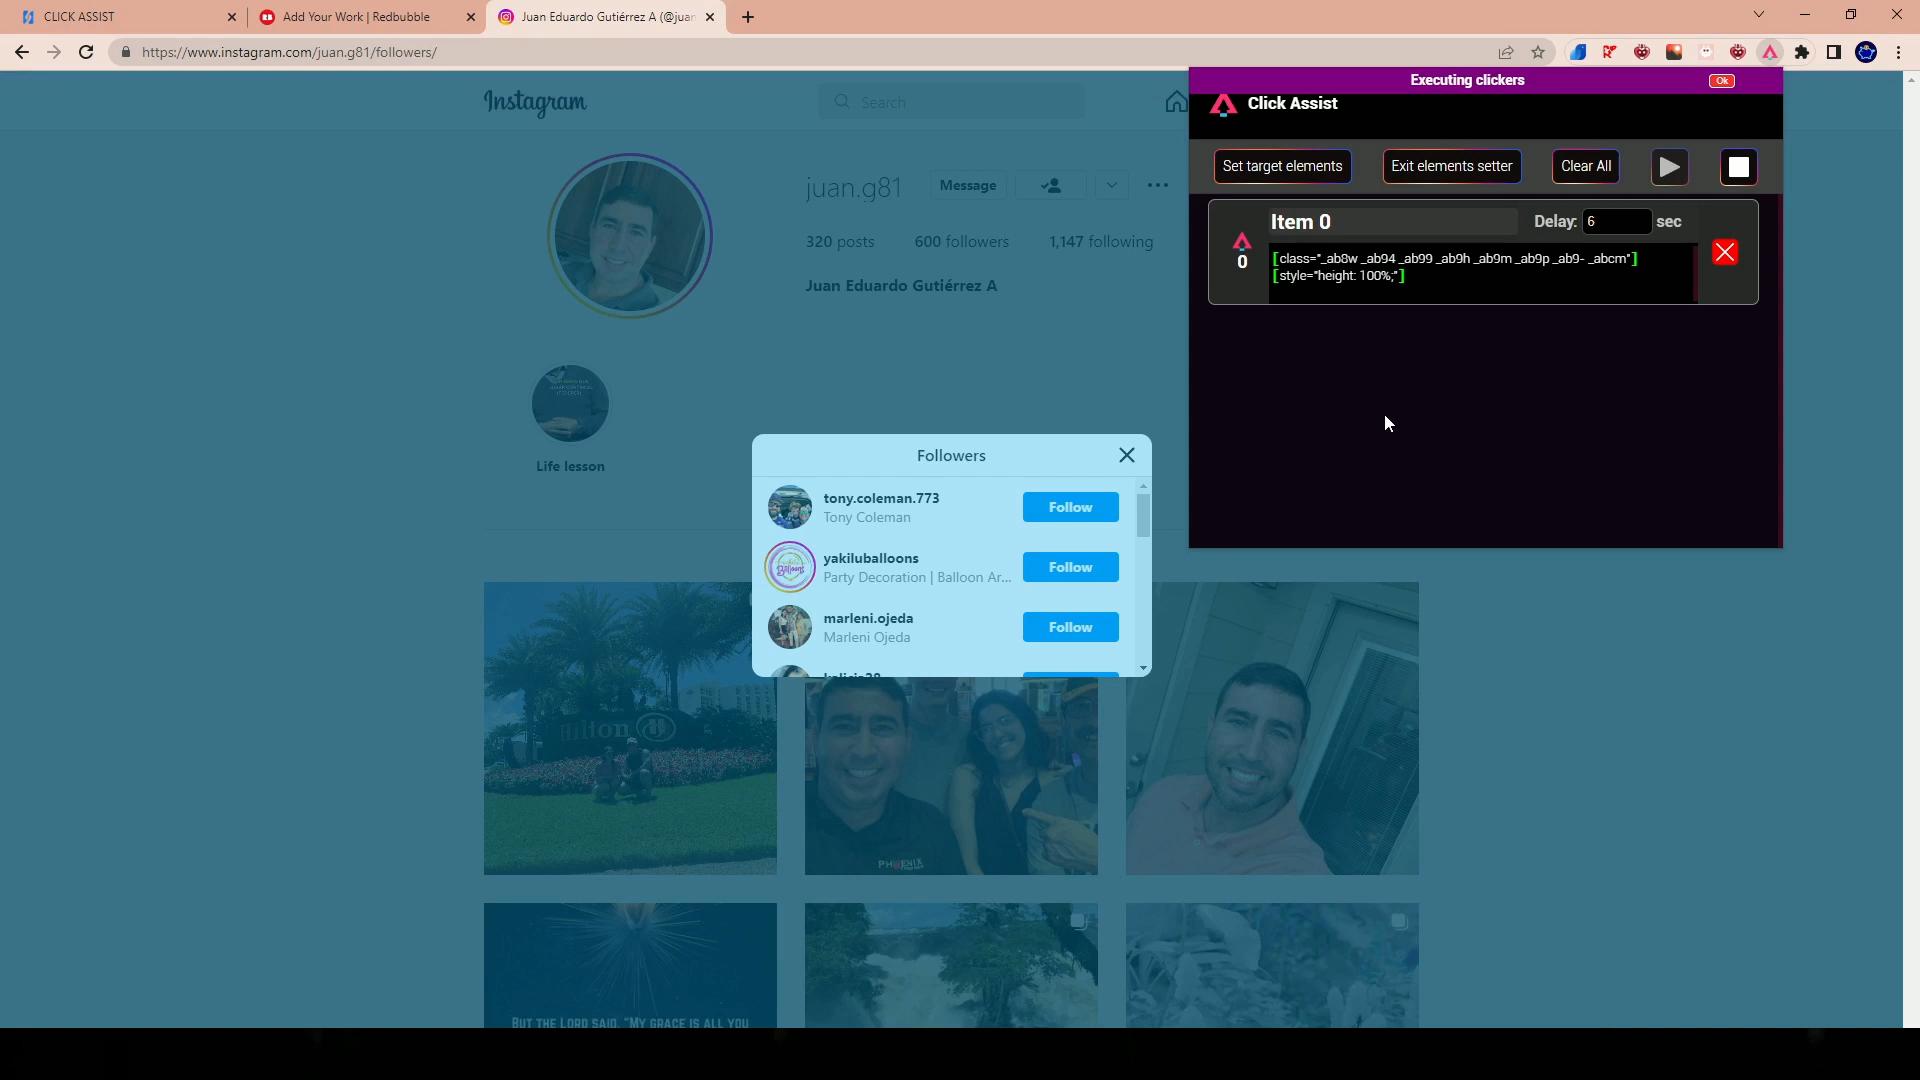 CLICK ASSIST
Add Your Work | Redbubble
Juan Eduardo Gutiérrez A (@juan
https://www.instagram.com/juan.g81/followers/
Instagram
Search
Executing clickers
Ok
Click Assist
Set target elements
Exit elements setter
Clear All
Item 0
Delay: 6 sec
0
[class="_ab8w _ab94 _ab99 _ab9h _ab9m _ab9p _ab9- _abcm"]
[style="height: 100%;"]
juan.g81
Message
320 posts
600 followers
1,147 following
Juan Eduardo Gutiérrez A
Life lesson
Followers
tony.coleman.773
Tony Coleman
Follow
yakiluballoons
Party Decoration | Balloon Ar...
Follow
marleni.ojeda
Marleni Ojeda
Follow
Balloons
Hilton
PHOENIX
BUT THE LORD SAID, "MY GRACE IS ALL YOU